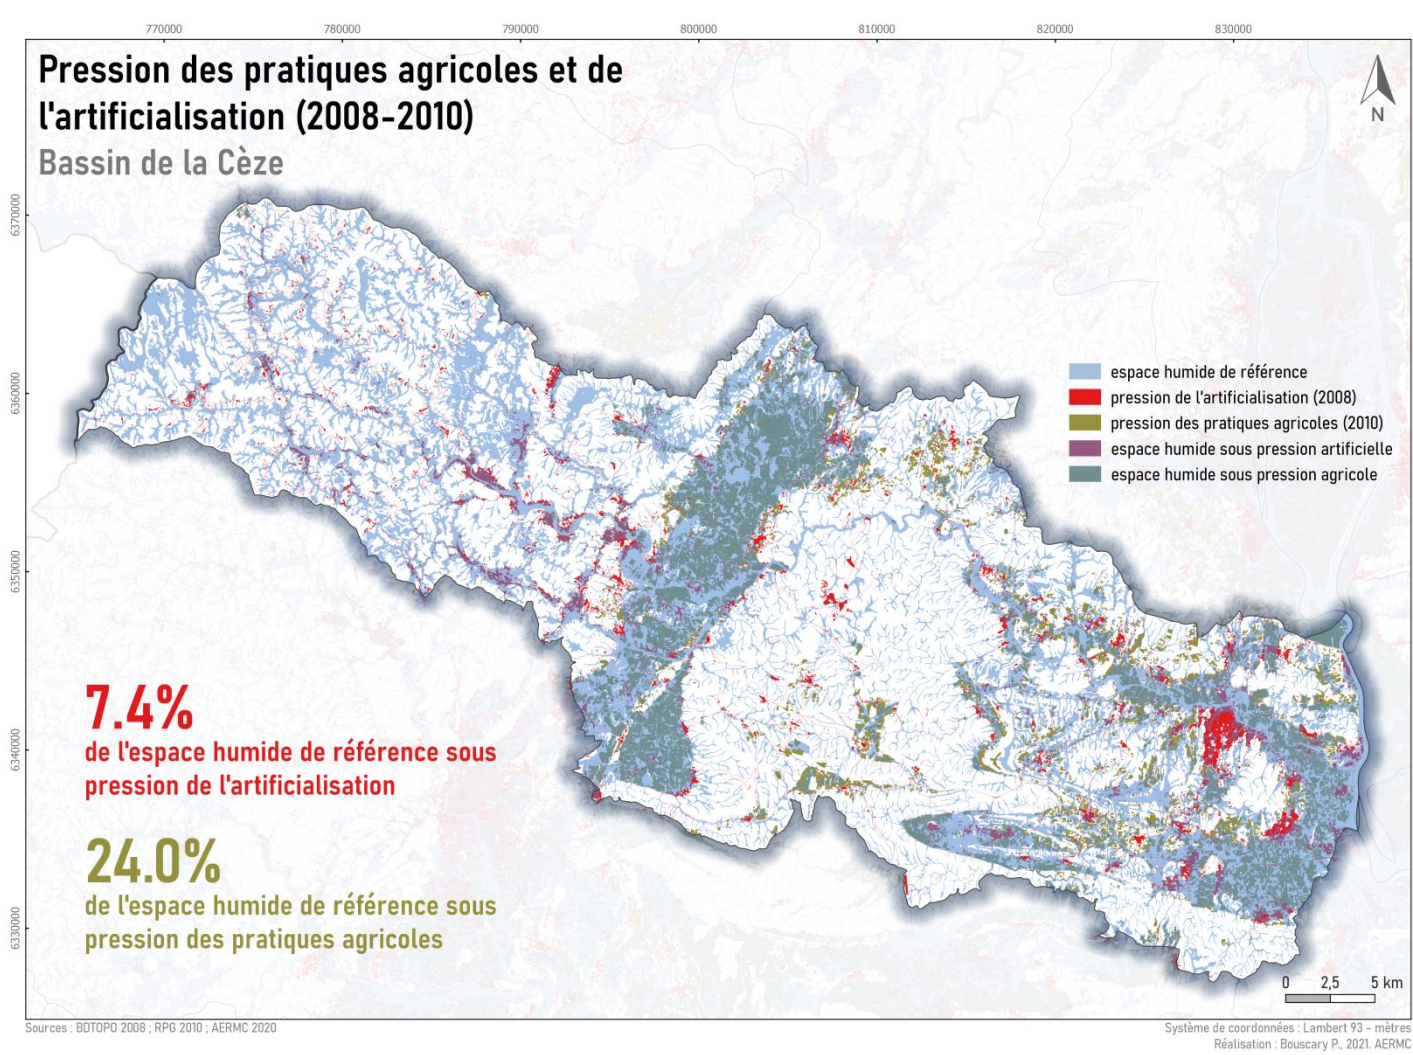 770000 780000 790000 800000 810000 820000 830000
Pression des pratiques agricoles et de
l'artificialisation (2008-2010)
Bassin de la Cèze
N
6370000
6360000
6350000
6340000
6330000
espace humide de référence
pression de l'artificialisation (2008)
pression des pratiques agricoles (2010)
espace humide sous pression artificielle
espace humide sous pression agricole
7.4%
de l'espace humide de référence sous
pression de l'artificialisation
24.0%
de l'espace humide de référence sous
pression des pratiques agricoles
0 2,5 5 km
Sources : BDTOPO 2008 ; RPG 2010 ; AERMC 2020
Système de coordonnées : Lambert 93 - mètres
Réalisation : Bouscary P., 2021. AERMC